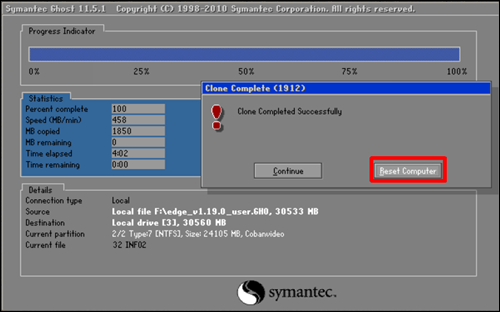 Symantec Ghost 11.5.1 Copyright (C) 1998-2010 Symantec Corporation. All rights reserved.
Progress Indicator
0% 25% 50% 75% 100%
Statistics
Percent complete 100
Speed (MB/min) 458
MB copied 1850
MB remaining 0
Time elapsed 4:02
Time remaining 0:00
Clone Complete (1912)
Clone Completed Successfully
Continue
Reset Computer
Details
Connection type Local
Source Local file F:\edge_v1.19.0_user.GHO, 30533 MB
Destination Local drive [3], 30560 MB
Current partition 2/2 Type:7 [NTFS], Size: 24105 MB, Cobanvideo
Current file 32 INFO2
symantec.